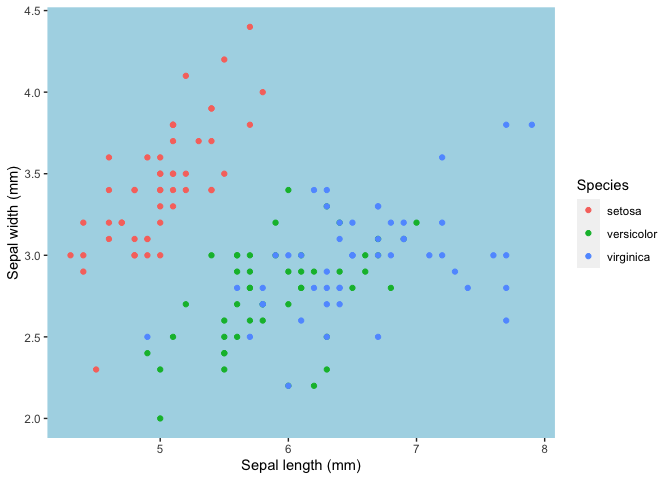 4.5
4.0
3.5
3.0
2.5
2.0
Sepal width (mm)
5 6 7 8
Sepal length (mm)
Species
setosa
versicolor
virginica